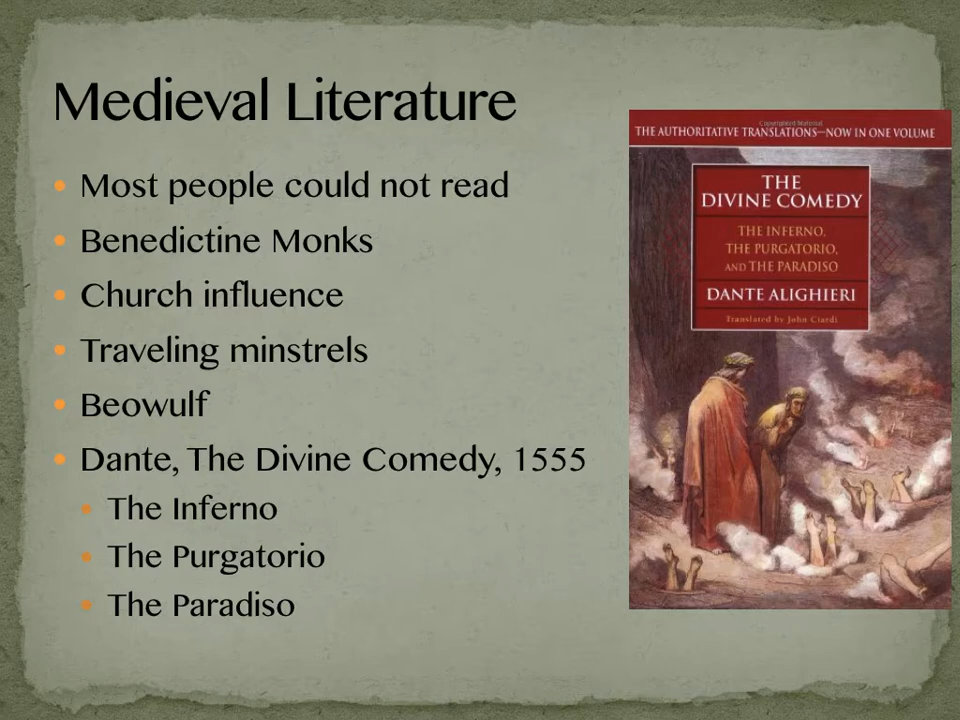 Medieval Literature
Most people could not read
Benedictine Monks
Church influence
Traveling minstrels
Beowulf
Dante, The Divine Comedy, 1555
The Inferno
The Purgatorio
The Paradiso
Copyrighted Material
THE AUTHORITATIVE TRANSLATIONS—NOW IN ONE VOLUME
THE
DIVINE COMEDY
THE INFERNO,
THE PURGATORIO,
AND THE PARADISO
DANTE ALIGHIERI
Translated by John Ciardi